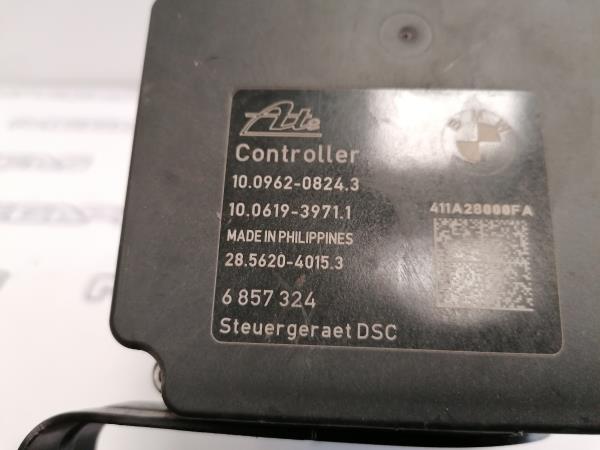 Ate
Controller
10.0962-0824.3
10.0619-3971.1
411A28000FA
MADE IN PHILIPPINES
28.5620-4015.3
6 857 324
Steuergeraet DSC